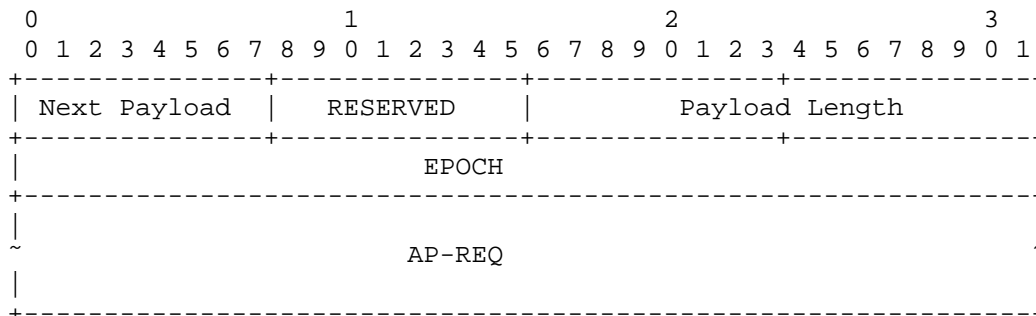 0 1 2 3
0 1 2 3 4 5 6 7 8 9 0 1 2 3 4 5 6 7 8 9 0 1 2 3 4 5 6 7 8 9 0 1
+---------------+---------------+---------------+---------------
| Next Payload | RESERVED | Payload Length
+---------------+---------------+---------------+---------------
| EPOCH
+---------------------------------------------------------------
|
~ AP-REQ ~
|
+---------------------------------------------------------------